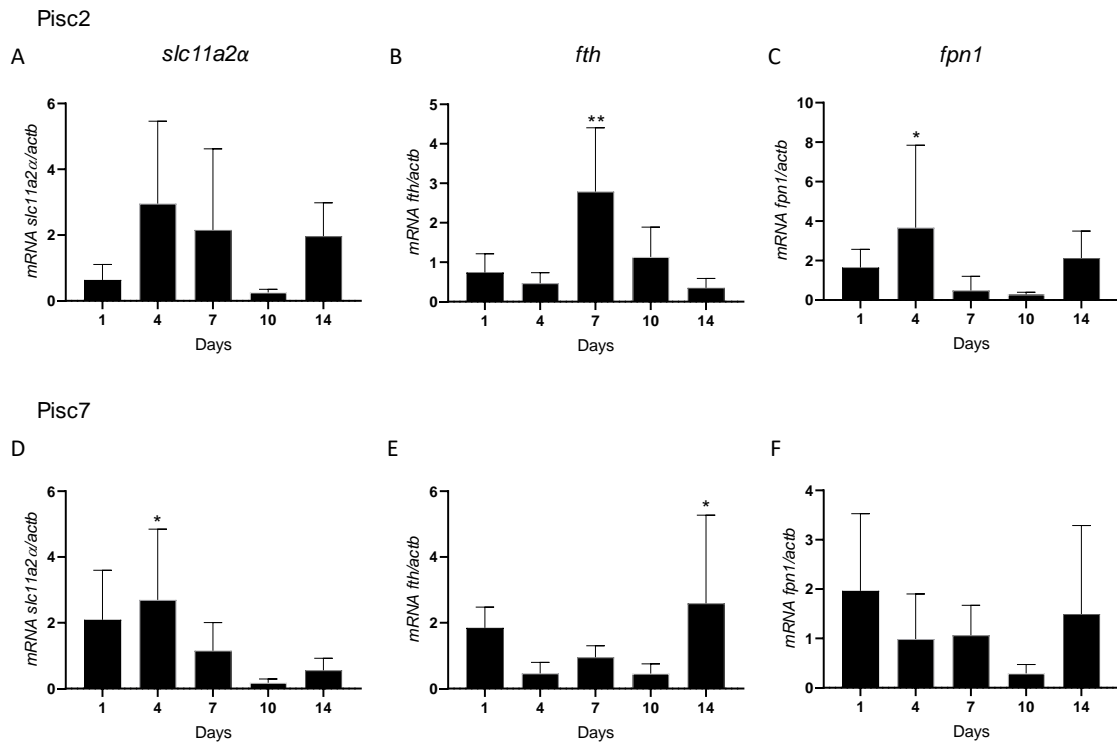 Pisc2
A
slc11a2α
B
fth
C
fpn1
mRNA slc11a2α/actb
6
4
2
0
1 4 7 10 14
Days
mRNA fth/actb
5
4
3
2
1
0
**
1 4 7 10 14
Days
mRNA fpn1/actb
10
8
6
4
2
0
*
1 4 7 10 14
Days
Pisc7
D
E
F
mRNA slc11a2α/actb
6
4
2
0
*
1 4 7 10 14
Days
mRNA fth/actb
6
4
2
0
*
1 4 7 10 14
Days
mRNA fpn1/actb
4
3
2
1
0
1 4 7 10 14
Days